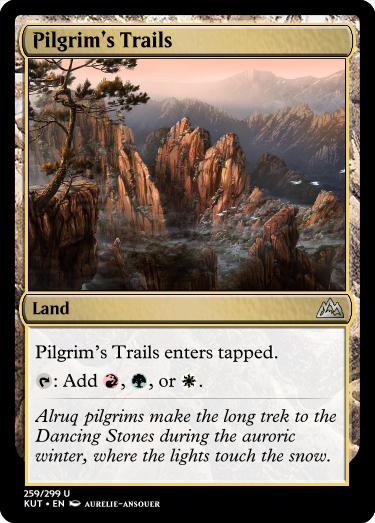 Pilgrim's Trails
Land
Pilgrim's Trails enters tapped.
: Add , , or .
Alruq pilgrims make the long trek to the
Dancing Stones during the auroric
winter, where the lights touch the snow.
259/299 U
KUT • EN AURELIE-ANSOUER